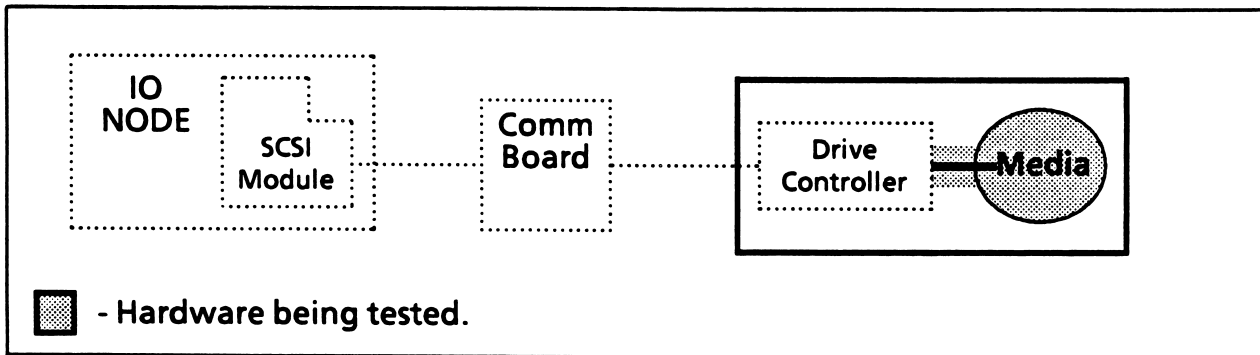 IO
NODE
SCSI
Module
Comm
Board
Drive
Controller
Media
- Hardware being tested.